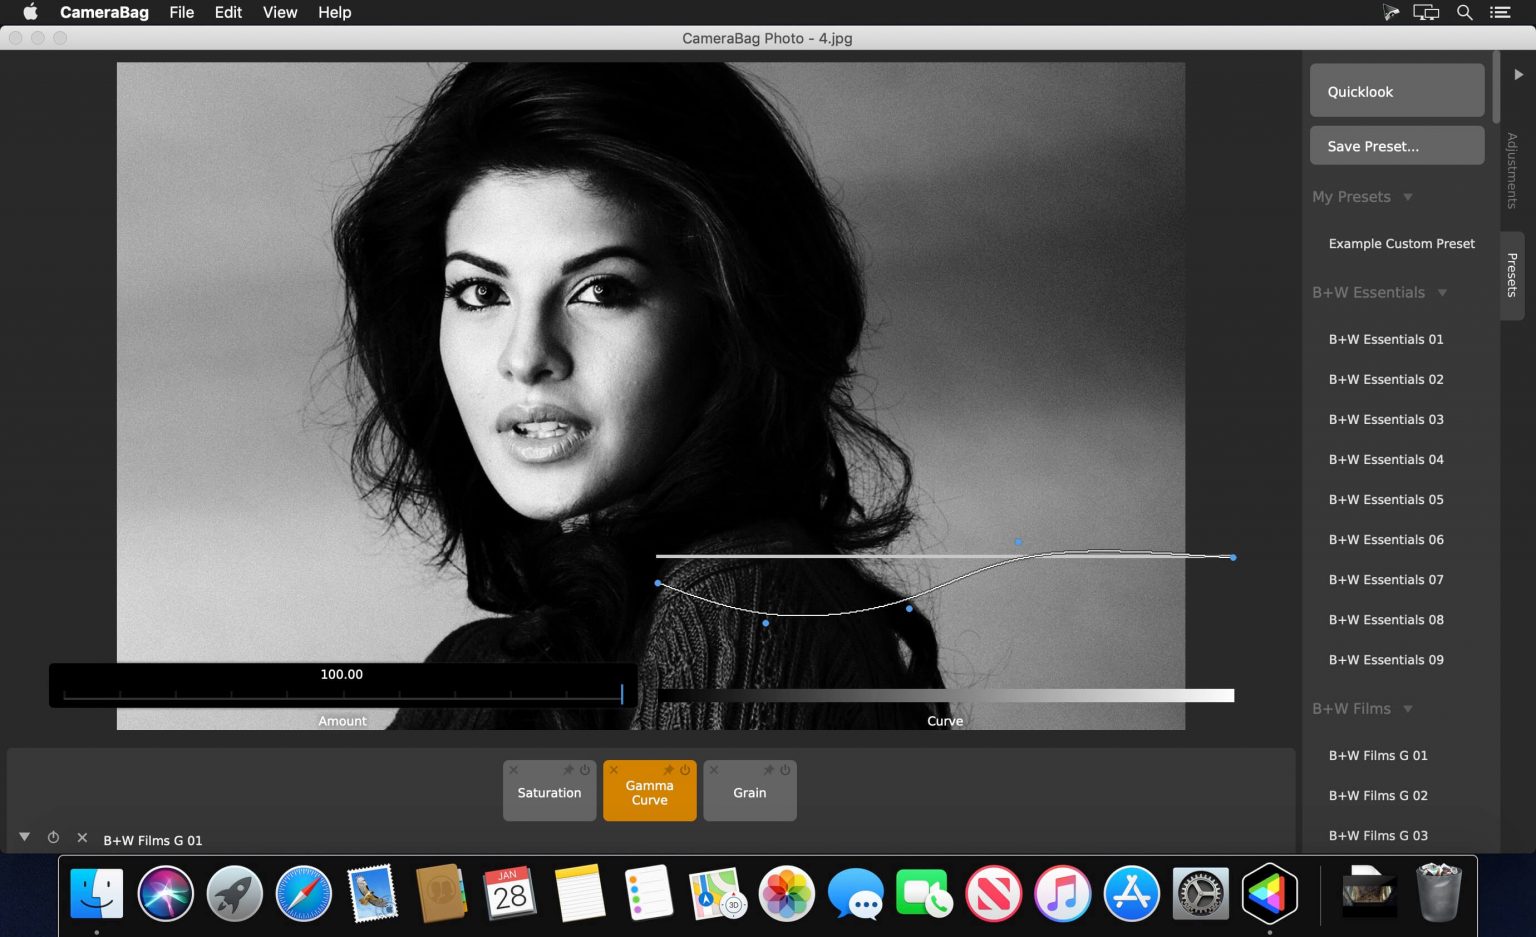 CameraBag File Edit View Help
CameraBag Photo - 4.jpg
Quicklook
Save Preset...
My Presets
Example Custom Preset
B+W Essentials
B+W Essentials 01
B+W Essentials 02
B+W Essentials 03
B+W Essentials 04
B+W Essentials 05
B+W Essentials 06
B+W Essentials 07
B+W Essentials 08
B+W Essentials 09
B+W Films
B+W Films G 01
B+W Films G 02
B+W Films G 03
Adjustments
Presets
100.00
Amount
Curve
Saturation
Gamma
Curve
Grain
B+W Films G 01
JAN
28
3D